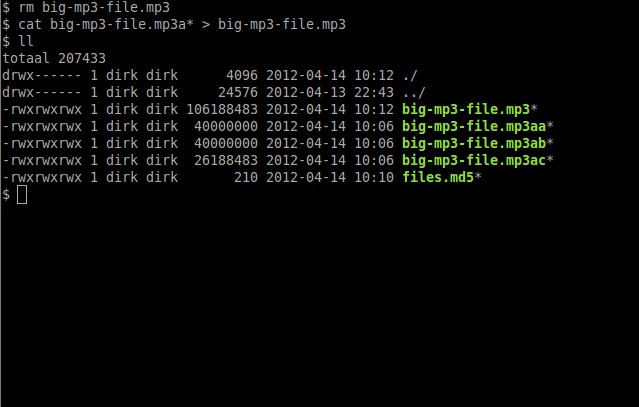 $ rm big-mp3-file.mp3
$ cat big-mp3-file.mp3a* > big-mp3-file.mp3
$ ll
totaal 207433
drwx------ 1 dirk dirk      4096 2012-04-14 10:12 ./
drwx------ 1 dirk dirk     24576 2012-04-13 22:43 ../
-rwxrwxrwx 1 dirk dirk 106188483 2012-04-14 10:12 big-mp3-file.mp3*
-rwxrwxrwx 1 dirk dirk  40000000 2012-04-14 10:06 big-mp3-file.mp3aa*
-rwxrwxrwx 1 dirk dirk  40000000 2012-04-14 10:06 big-mp3-file.mp3ab*
-rwxrwxrwx 1 dirk dirk  26188483 2012-04-14 10:06 big-mp3-file.mp3ac*
-rwxrwxrwx 1 dirk dirk       210 2012-04-14 10:10 files.md5*
$